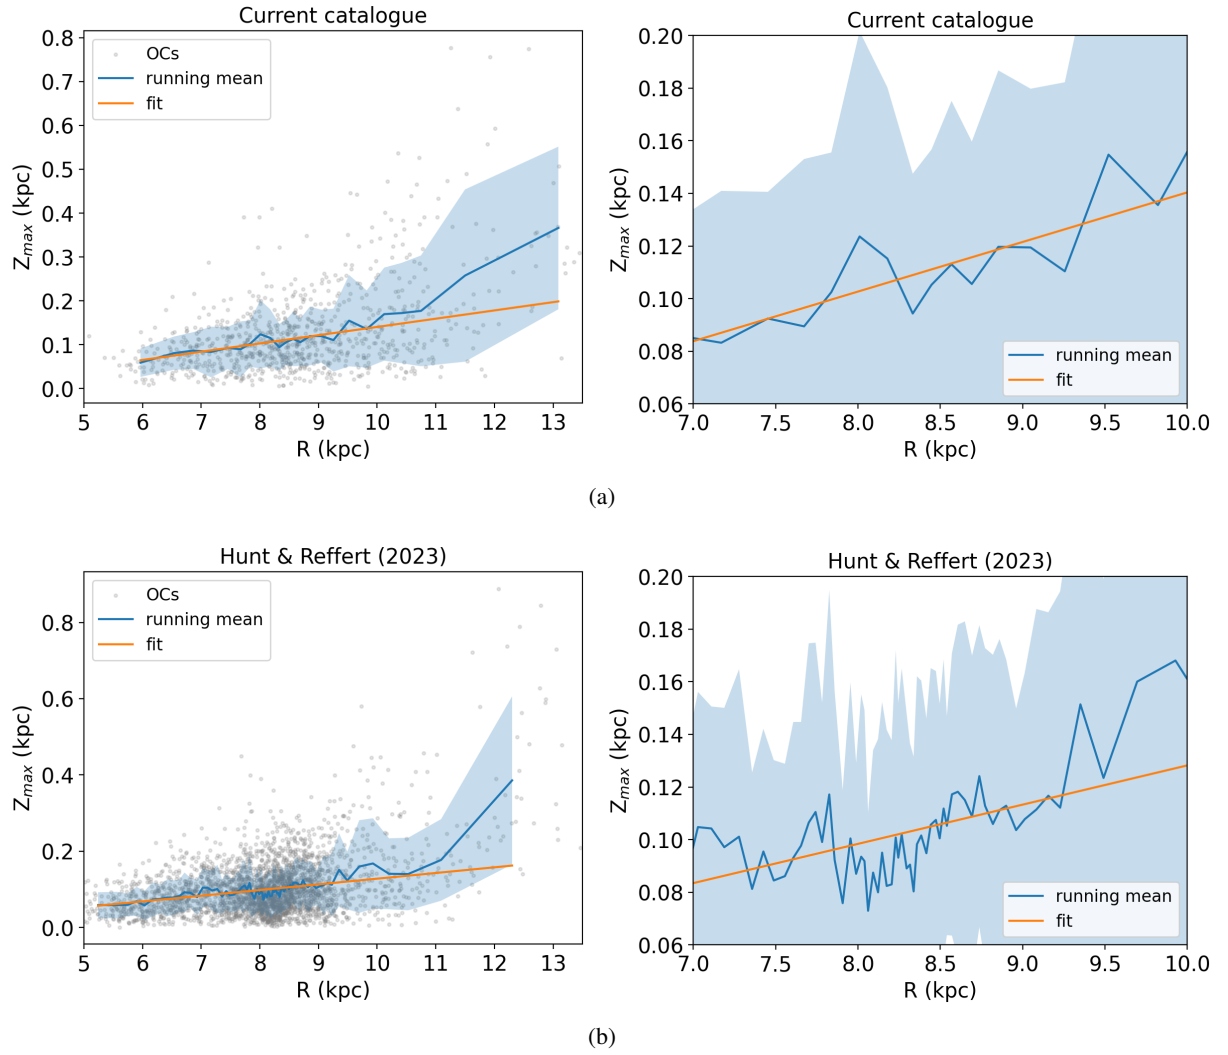 Current catalogue
0.8
0.7
0.6
0.5
0.4
0.3
0.2
0.1
0.0
Z_max (kpc)
OCs
running mean
fit
5 6 7 8 9 10 11 12 13
R (kpc)
Current catalogue
0.20
0.18
0.16
0.14
0.12
0.10
0.08
0.06
Z_max (kpc)
running mean
fit
7.0 7.5 8.0 8.5 9.0 9.5 10.0
R (kpc)
(a)
Hunt & Reffert (2023)
0.8
0.6
0.4
0.2
0.0
Z_max (kpc)
OCs
running mean
fit
5 6 7 8 9 10 11 12 13
R (kpc)
Hunt & Reffert (2023)
0.20
0.18
0.16
0.14
0.12
0.10
0.08
0.06
Z_max (kpc)
running mean
fit
7.0 7.5 8.0 8.5 9.0 9.5 10.0
R (kpc)
(b)